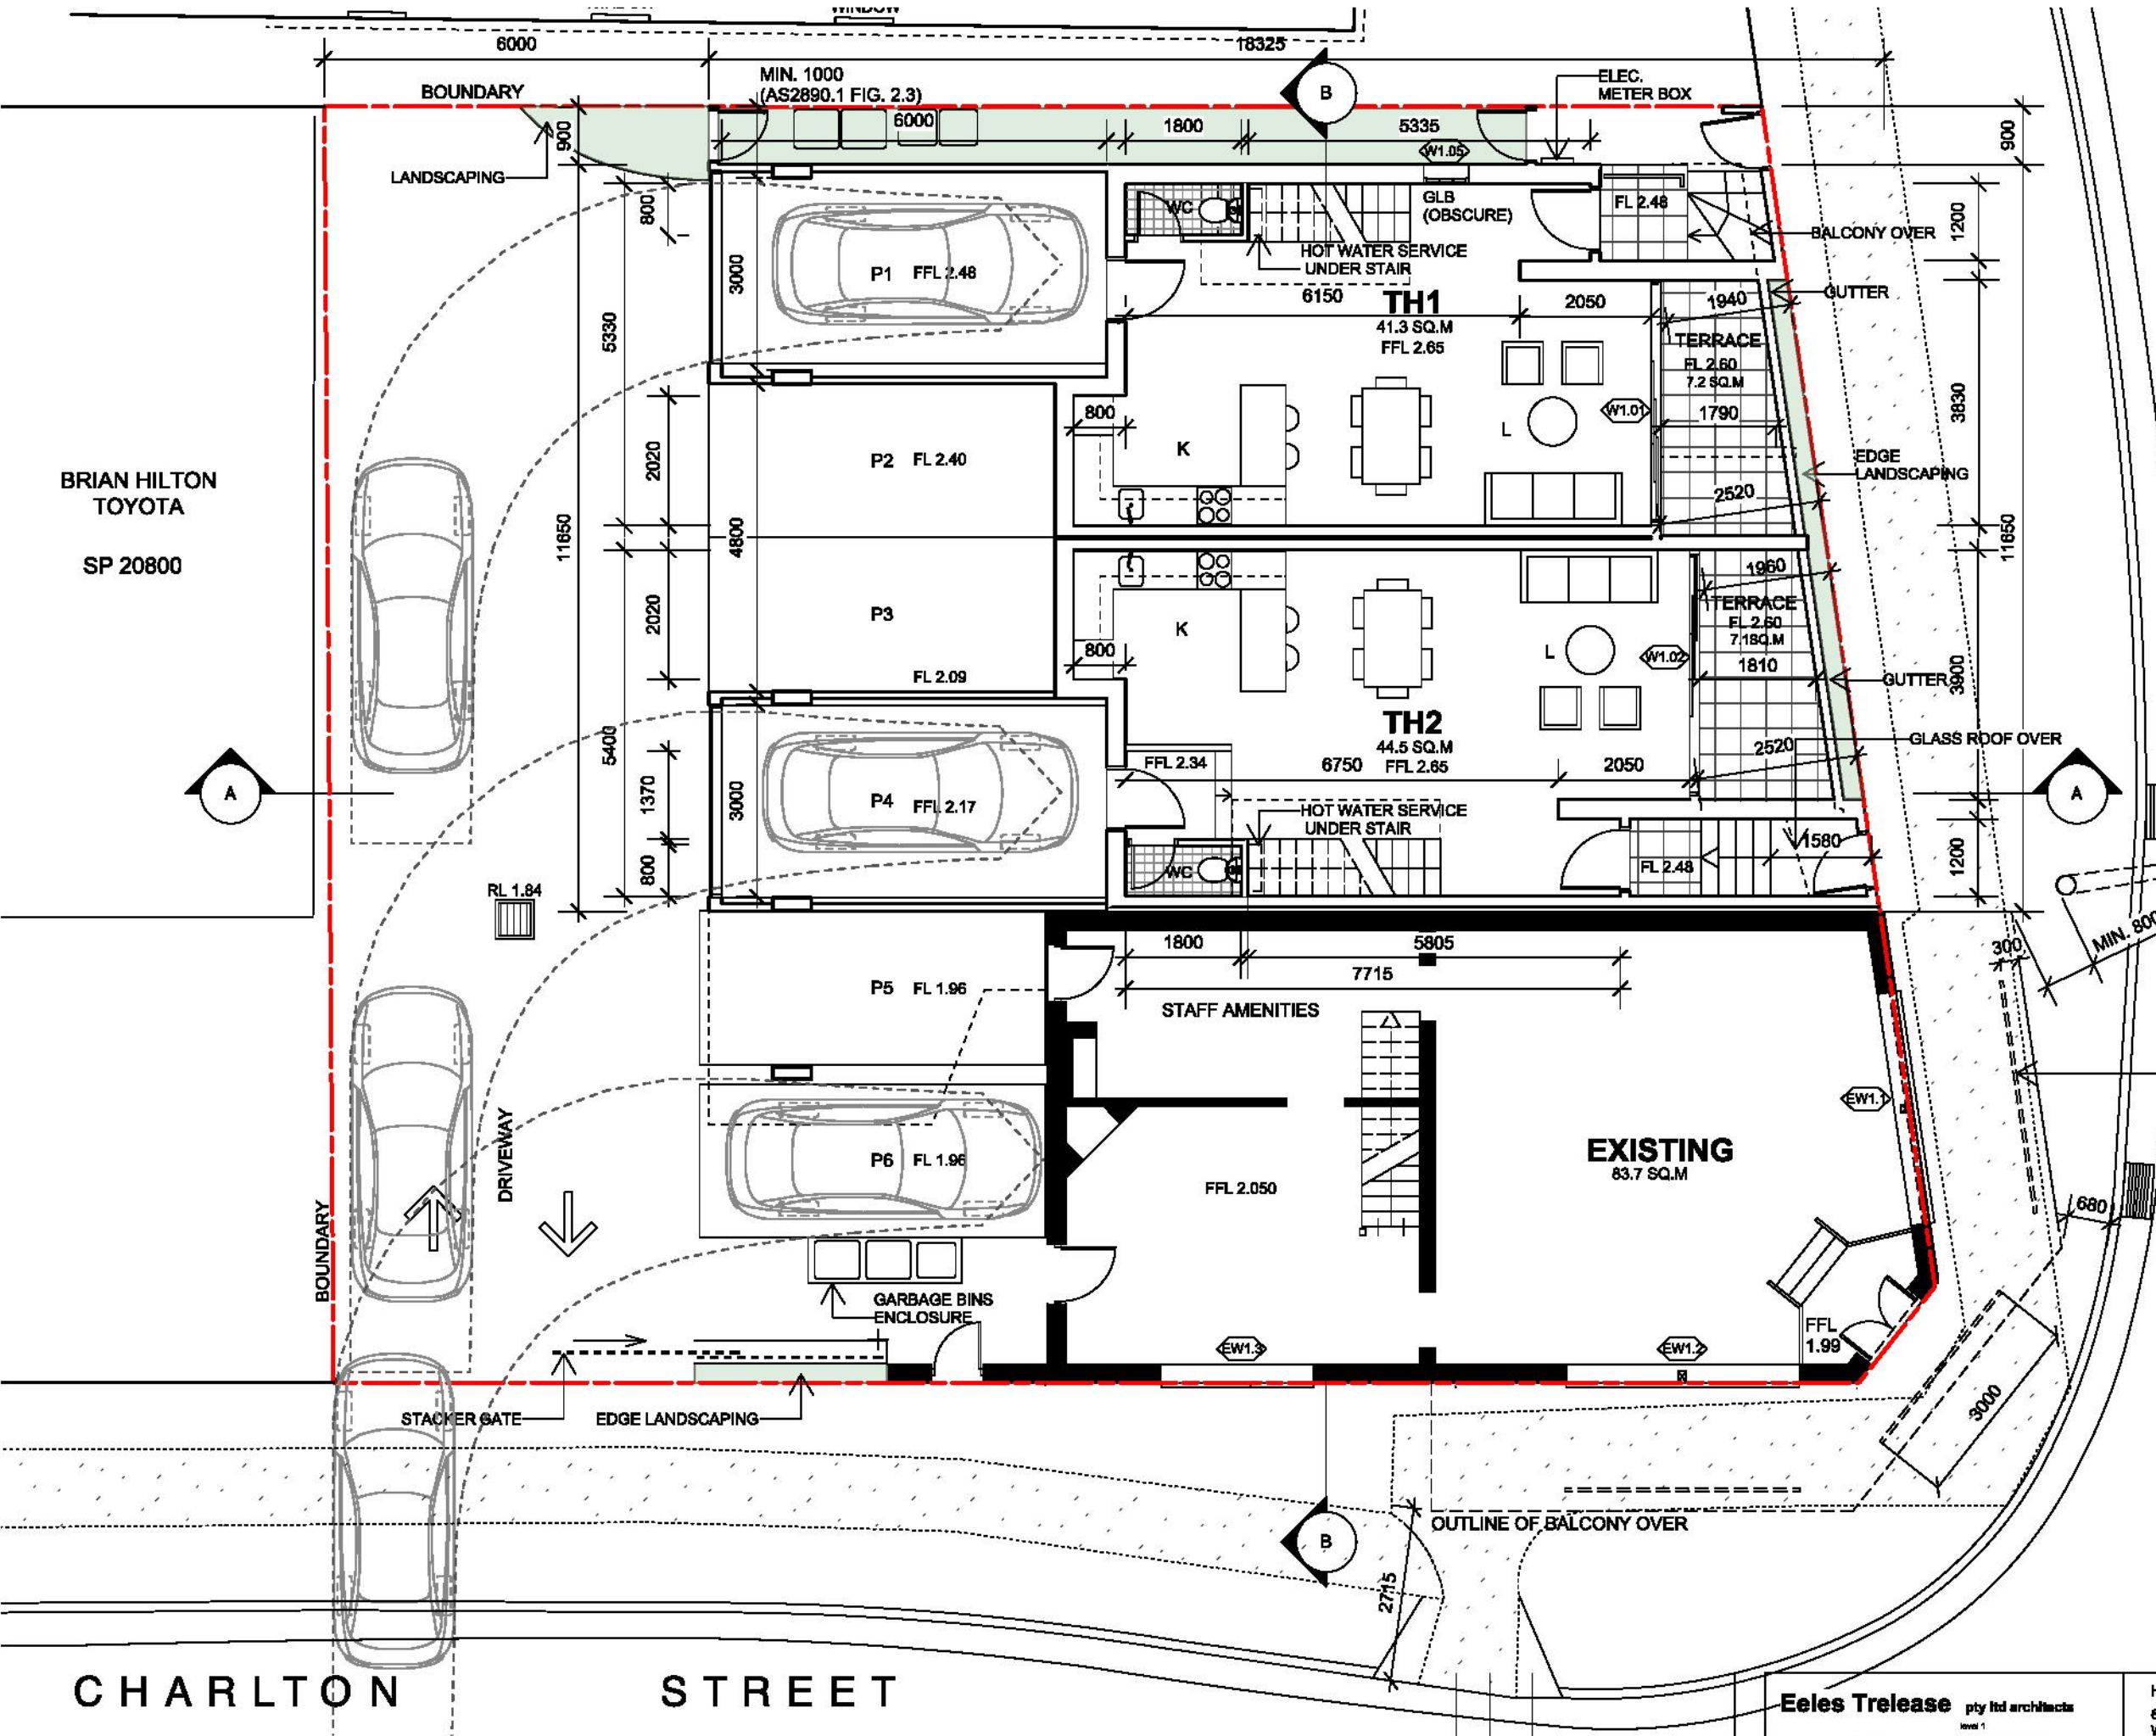 WINDOW
6000
18325
BOUNDARY
MIN. 1000
(AS2890.1 FIG. 2.3)
B
ELEC.
METER BOX
900
6000
1800
5335
900
W1.05
LANDSCAPING
800
WC
GLB
(OBSCURE)
FL 2.48
1200
BALCONY OVER
HOT WATER SERVICE
UNDER STAIR
P1 FFL 2.48
3000
6150
TH1
41.3 SQ.M
FFL 2.65
2050
1940
GUTTER
TERRACE
FL 2.60
7.2 SQ.M
5330
800
W1.01
1790
3830
K
L
BRIAN HILTON
TOYOTA
SP 20800
2020
P2 FL 2.40
EDGE
LANDSCAPING
2520
11650
4800
11650
1960
TERRACE
FL 2.60
7.1SQ.M
2020
P3
K
L
W1.02
800
1810
FL 2.09
GUTTER
3900
TH2
44.5 SQ.M
FFL 2.65
5400
FFL 2.34
6750
2050
2520
GLASS ROOF OVER
A
1370
3000
P4 FFL 2.17
HOT WATER SERVICE
UNDER STAIR
A
1580
800
WC
FL 2.48
1200
RL 1.84
1800
5805
300
MIN. 800
7715
P5 FL 1.96
STAFF AMENITIES
EW1.1
DRIVEWAY
P6 FL 1.96
EXISTING
83.7 SQ.M
FFL 2.050
680
BOUNDARY
GARBAGE BINS
ENCLOSURE
EW1.3
EW1.2
FFL
1.99
STACKER GATE
EDGE LANDSCAPING
3000
OUTLINE OF BALCONY OVER
B
2715
CHARLTON STREET
Eeles Trelease pty ltd architects
level 1